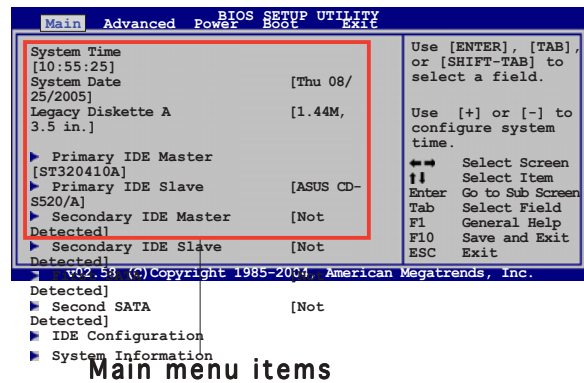 BIOS SETUP UTILITY
Main Advanced Power Boot Exit
System Time
[10:55:25]
System Date [Thu 08/
25/2005]
Legacy Diskette A [1.44M,
3.5 in.]
Primary IDE Master
[ST320410A]
Primary IDE Slave [ASUS CD-
S520/A]
Secondary IDE Master [Not
Detected]
Secondary IDE Slave [Not
Detected]
Detected]
Second SATA [Not
Detected]
IDE Configuration
System Information
Use [ENTER], [TAB],
or [SHIFT-TAB] to
select a field.
Use [+] or [-] to
configure system
time.
Select Screen
Select Item
Enter Go to Sub Screen
Tab Select Field
F1 General Help
F10 Save and Exit
ESC Exit
v02.58 (C)Copyright 1985-2004, American Megatrends, Inc.
Main menu items